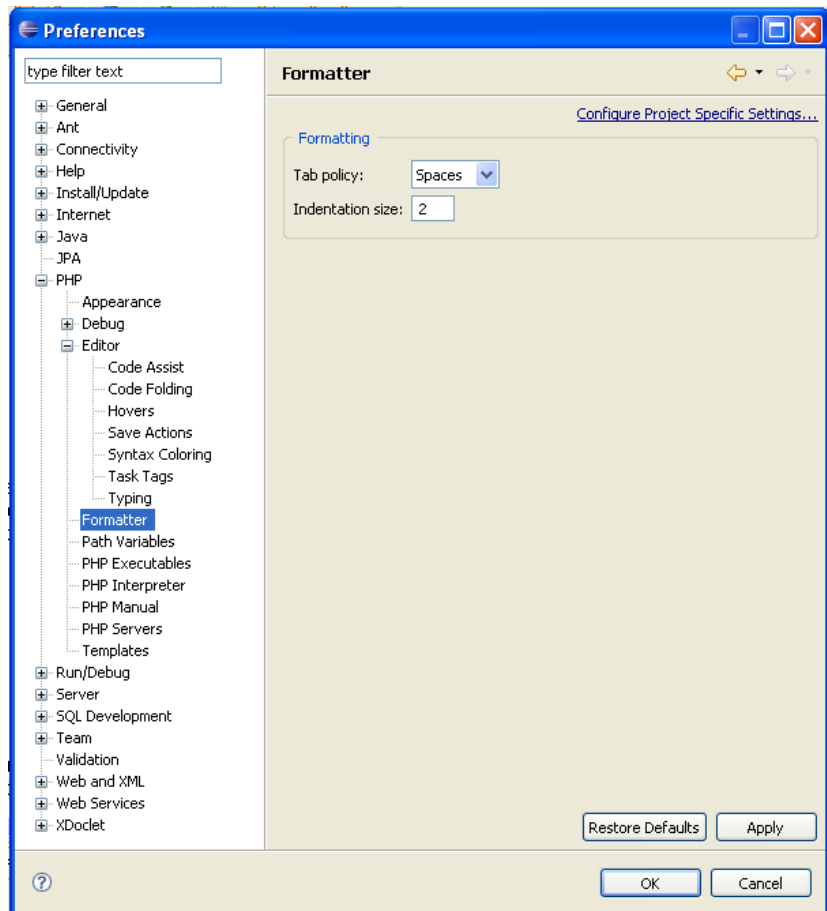 Preferences
type filter text
General
Ant
Connectivity
Help
Install/Update
Internet
Java
JPA
PHP
Appearance
Debug
Editor
Code Assist
Code Folding
Hovers
Save Actions
Syntax Coloring
Task Tags
Typing
Formatter
Path Variables
PHP Executables
PHP Interpreter
PHP Manual
PHP Servers
Templates
Run/Debug
Server
SQL Development
Team
Validation
Web and XML
Web Services
XDoclet
Formatter
Configure Project Specific Settings...
Formatting
Tab policy: Spaces
Indentation size: 2
Restore Defaults Apply
OK Cancel